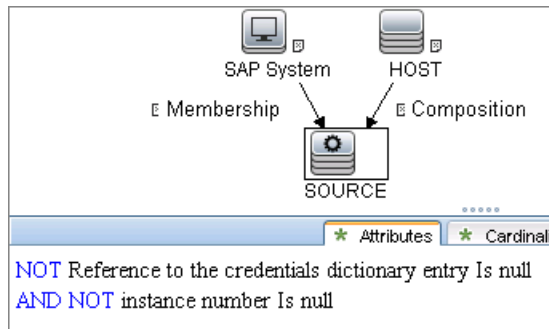 SAP System HOST
Membership Composition
SOURCE
Attributes
NOT Reference to the credentials dictionary entry Is null
AND NOT instance number Is null